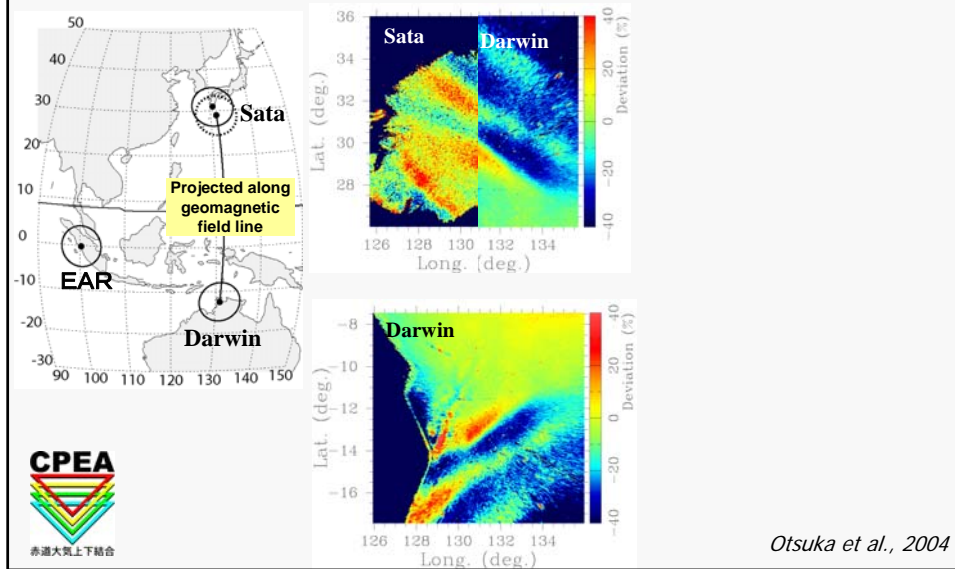 50
40
30
20
10
0
-10
-20
-30
90 100 110 120 130 140 150
Sata
Projected along
geomagnetic
field line
EAR
Darwin
Sata Darwin
36
34
32
30
28
Lat. (deg.)
126 128 130 132 134
Long. (deg.)
40
20
0
-20
-40
Deviation (%)
Darwin
-8
-10
-12
-14
-16
Lat. (deg.)
126 128 130 132 134
Long. (deg.)
40
20
0
-20
-40
Deviation (%)
CPEA
赤道大気上下結合
Otsuka et al., 2004